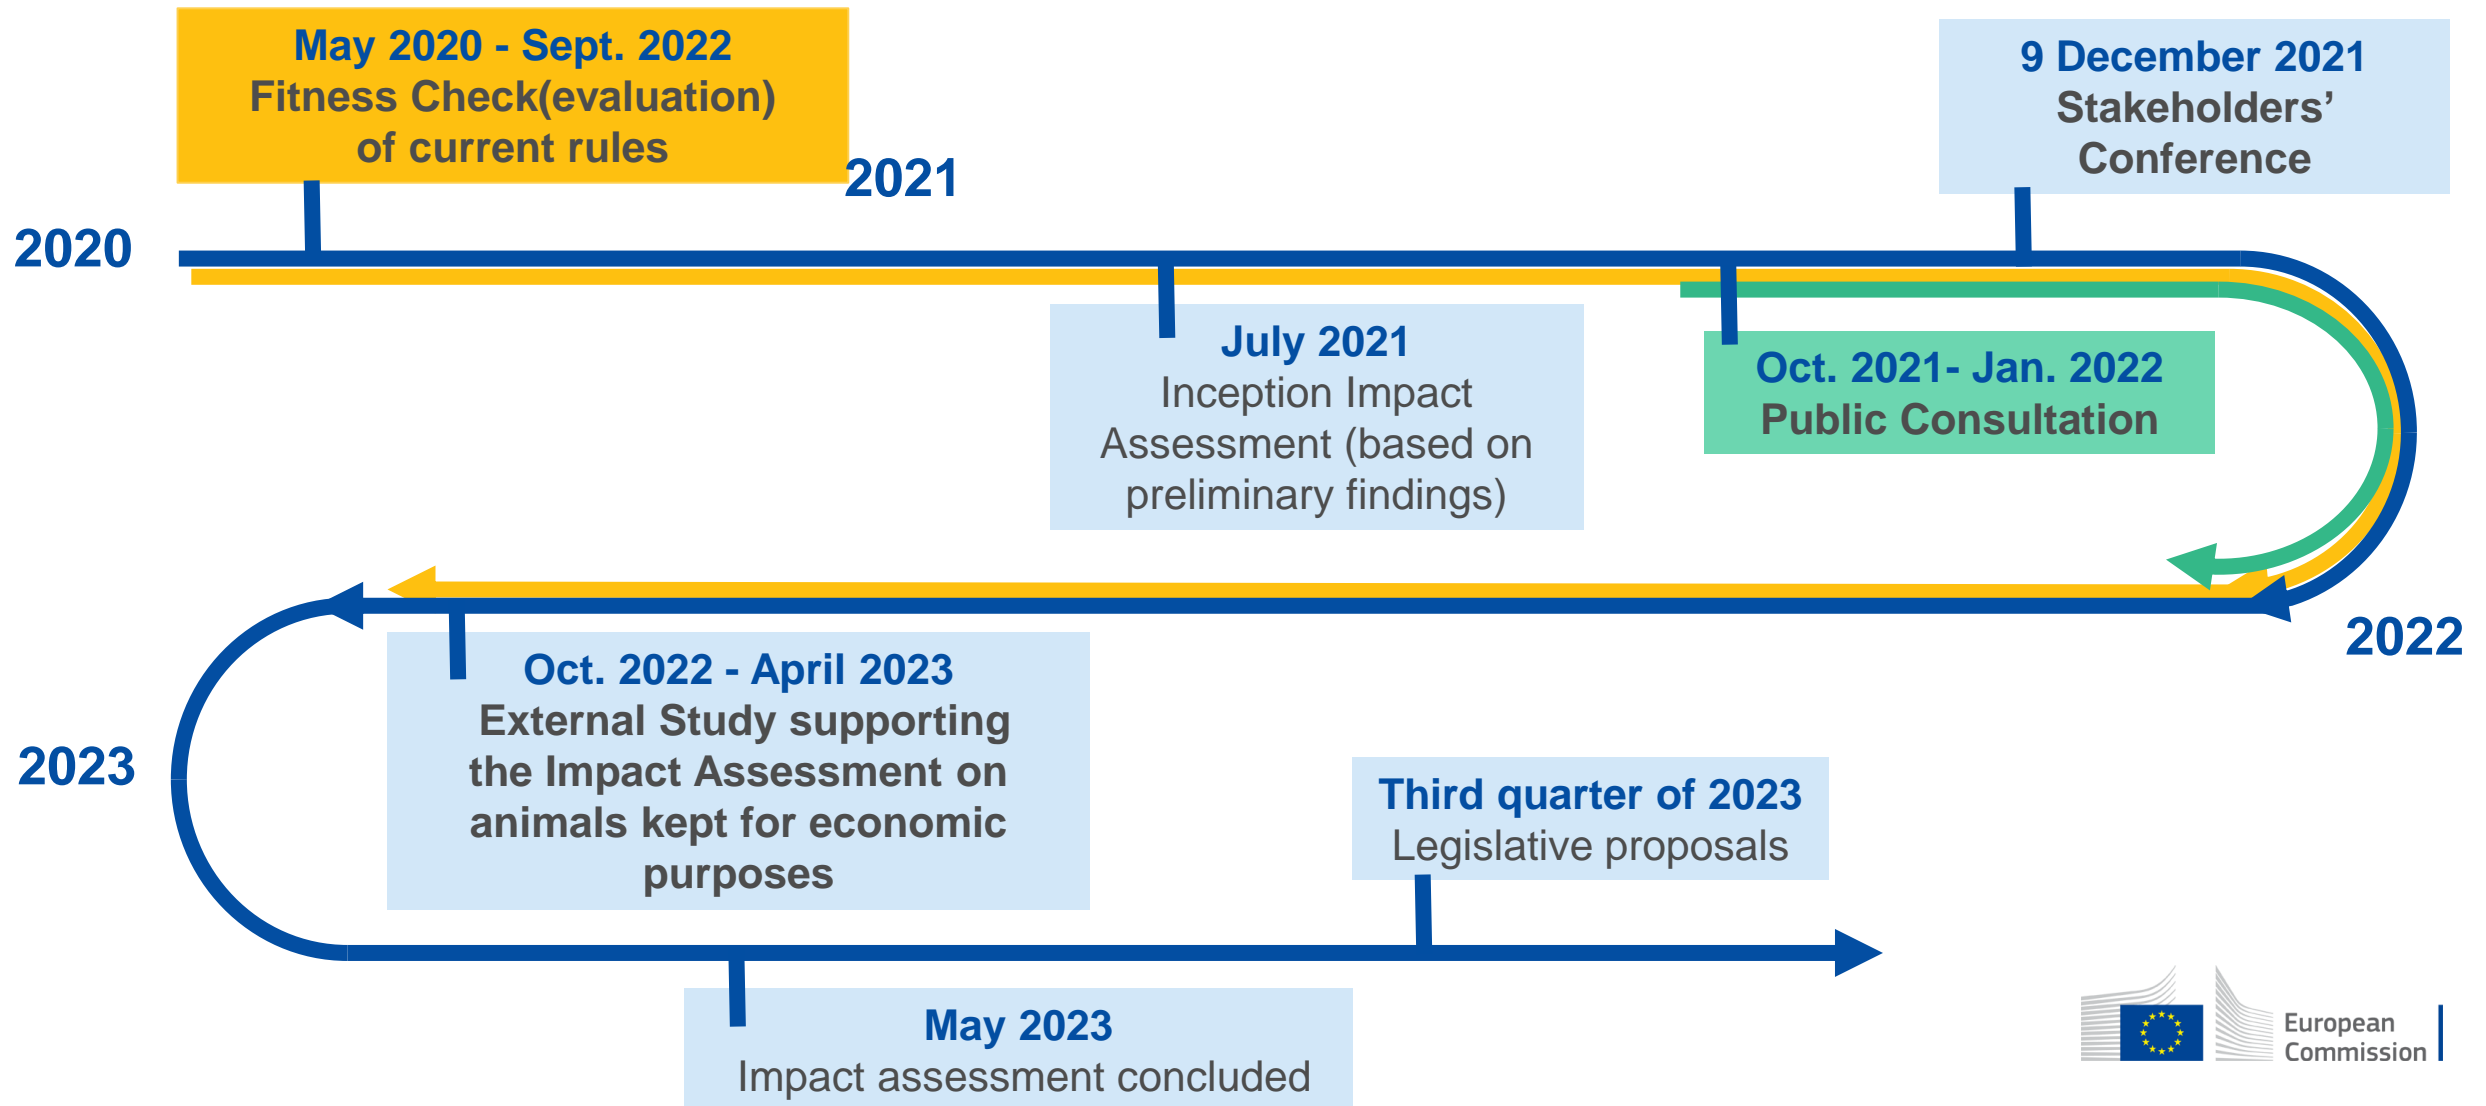 May 2020 - Sept. 2022
Fitness Check(evaluation)
of current rules
2020
2021
9 December 2021
Stakeholders’
Conference
July 2021
Inception Impact
Assessment (based on
preliminary findings)
Oct. 2021- Jan. 2022
Public Consultation
2022
Oct. 2022 - April 2023
External Study supporting
the Impact Assessment on
animals kept for economic
purposes
2023
Third quarter of 2023
Legislative proposals
May 2023
Impact assessment concluded
European
Commission